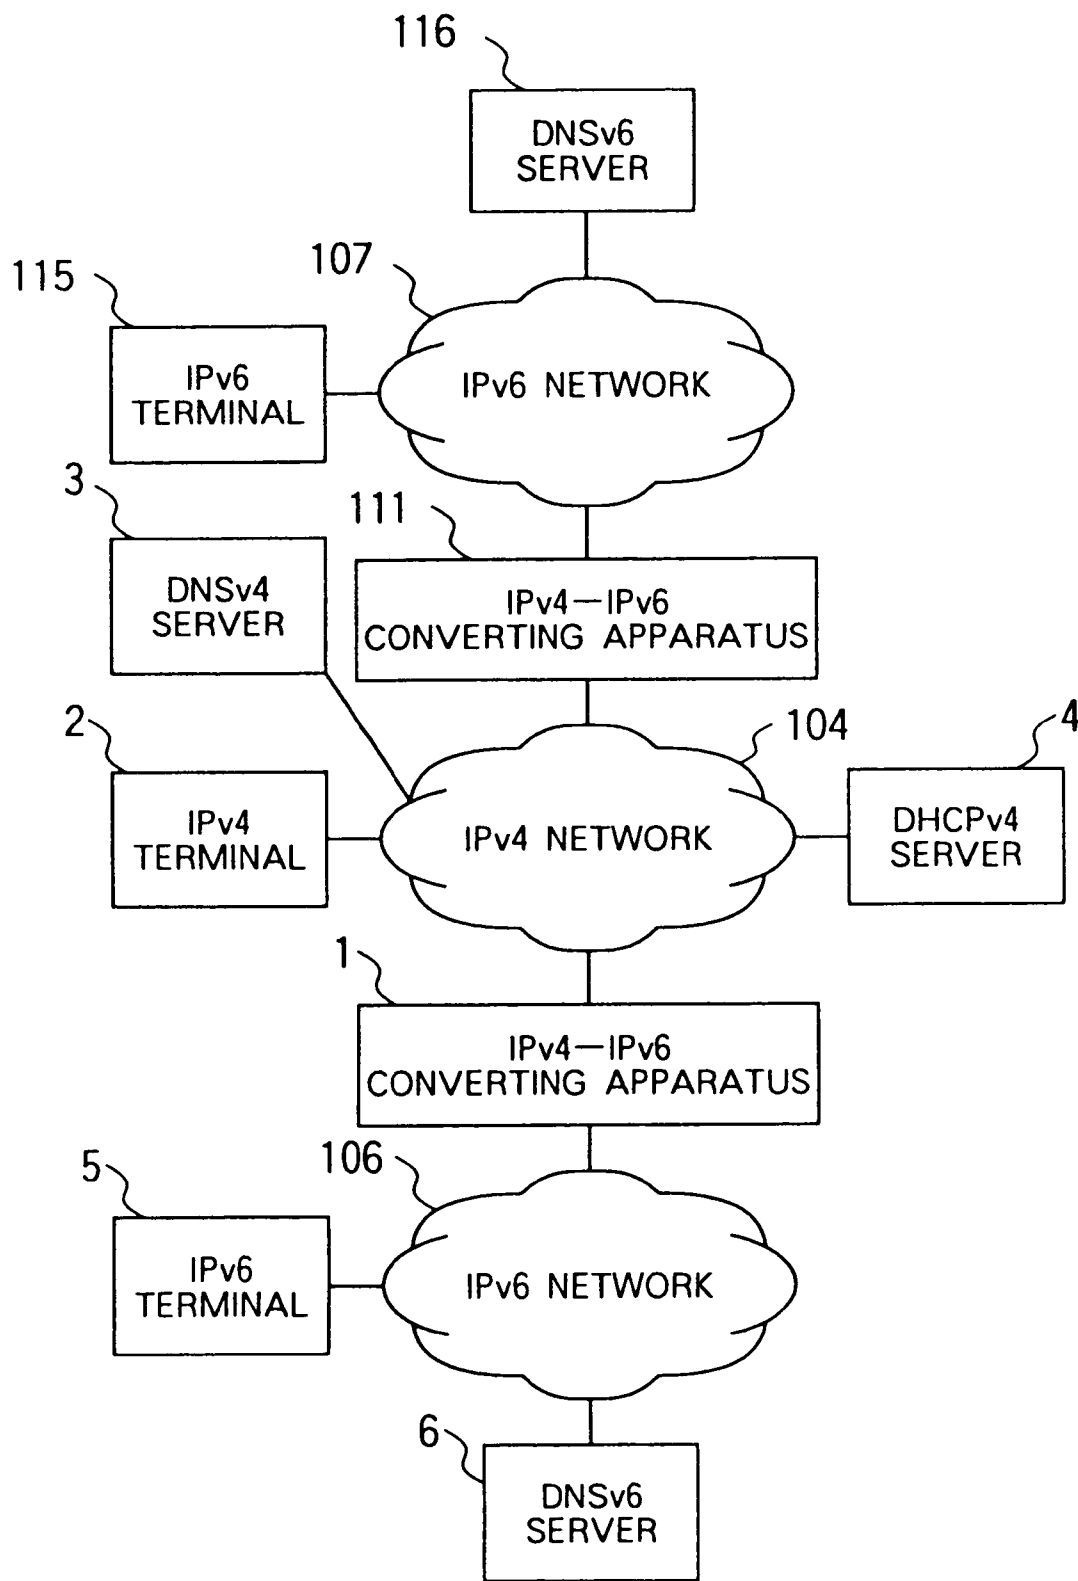 116
DNSv6
SERVER
107
115
IPv6
TERMINAL
IPv6 NETWORK
3
111
DNSv4
SERVER
IPv4—IPv6
CONVERTING APPARATUS
2
104
4
IPv4
TERMINAL
IPv4 NETWORK
DHCPv4
SERVER
1
IPv4—IPv6
CONVERTING APPARATUS
5
106
IPv6
TERMINAL
IPv6 NETWORK
6
DNSv6
SERVER